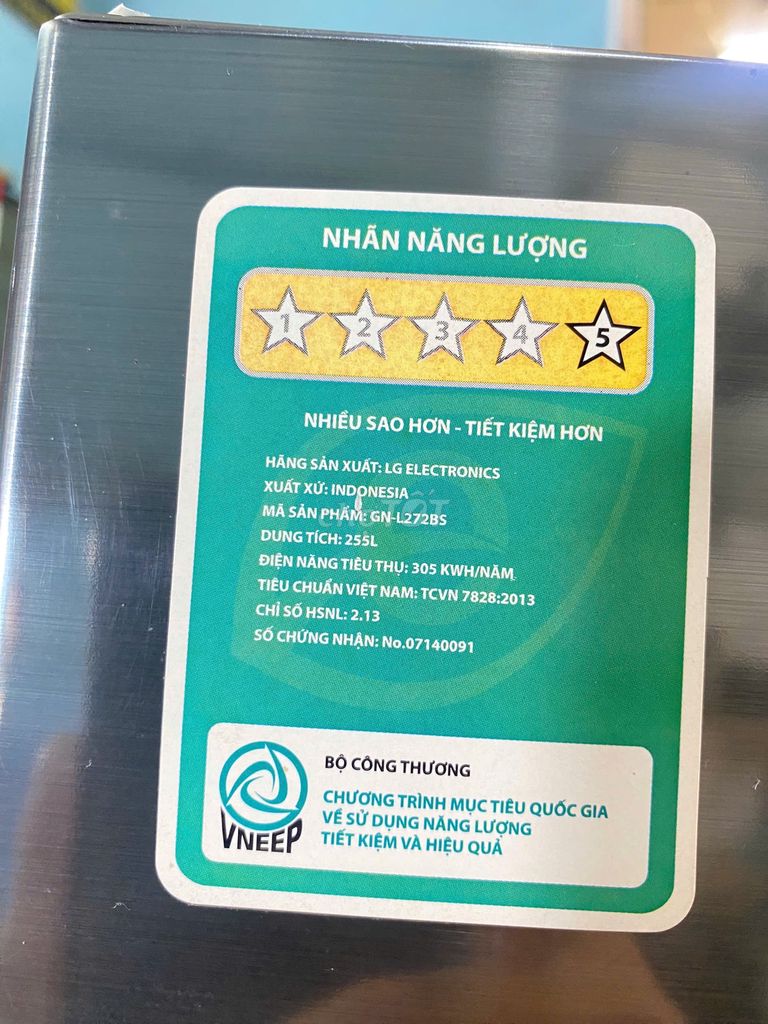 NHÃN NĂNG LƯỢNG
1 2 3 4 5
NHIỀU SAO HƠN - TIẾT KIỆM HƠN
HÃNG SẢN XUẤT: LG ELECTRONICS
XUẤT XỨ: INDONESIA
MÃ SẢN PHẨM: GN-L272BS
DUNG TÍCH: 255L
ĐIỆN NĂNG TIÊU THỤ: 305 KWH/NĂM
TIÊU CHUẨN VIỆT NAM: TCVN 7828:2013
CHỈ SỐ HSNL: 2.13
SỐ CHỨNG NHẬN: No.07140091
BỘ CÔNG THƯƠNG
CHƯƠNG TRÌNH MỤC TIÊU QUỐC GIA
VỀ SỬ DỤNG NĂNG LƯỢNG
TIẾT KIỆM VÀ HIỆU QUẢ
VNEEP